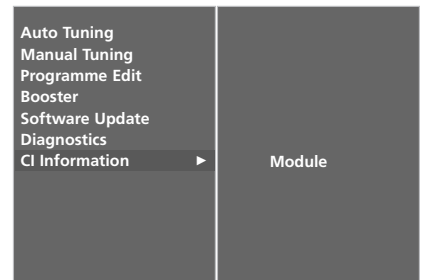 Auto Tuning
Manual Tuning
Programme Edit
Booster
Software Update
Diagnostics
CI Information ►
Module